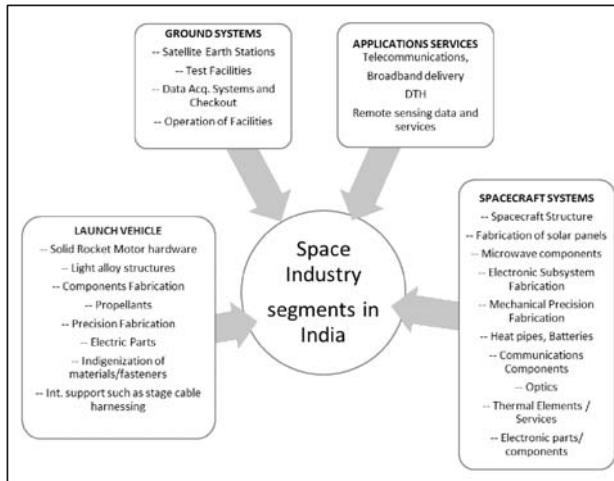 GROUND SYSTEMS
-- Satellite Earth Stations
-- Test Facilities
-- Data Acq. Systems and
Checkout
-- Operation of Facilities
APPLICATIONS SERVICES
Telecommunications,
Broadband delivery
DTH
Remote sensing data and
services
LAUNCH VEHICLE
-- Solid Rocket Motor hardware
-- Light alloy structures
-- Components Fabrication
-- Propellants
-- Precision Fabrication
-- Electric Parts
-- Indigenization of
materials/fasteners
-- Int. support such as stage cable
harnessing
Space
Industry
segments in
India
SPACECRAFT SYSTEMS
-- Spacecraft Structure
-- Fabrication of solar panels
-- Microwave components
-- Electronic Subsystem
Fabrication
-- Mechanical Precision
Fabrication
-- Heat pipes, Batteries
-- Communications
Components
-- Optics
-- Thermal Elements /
Services
-- Electronic parts/
components